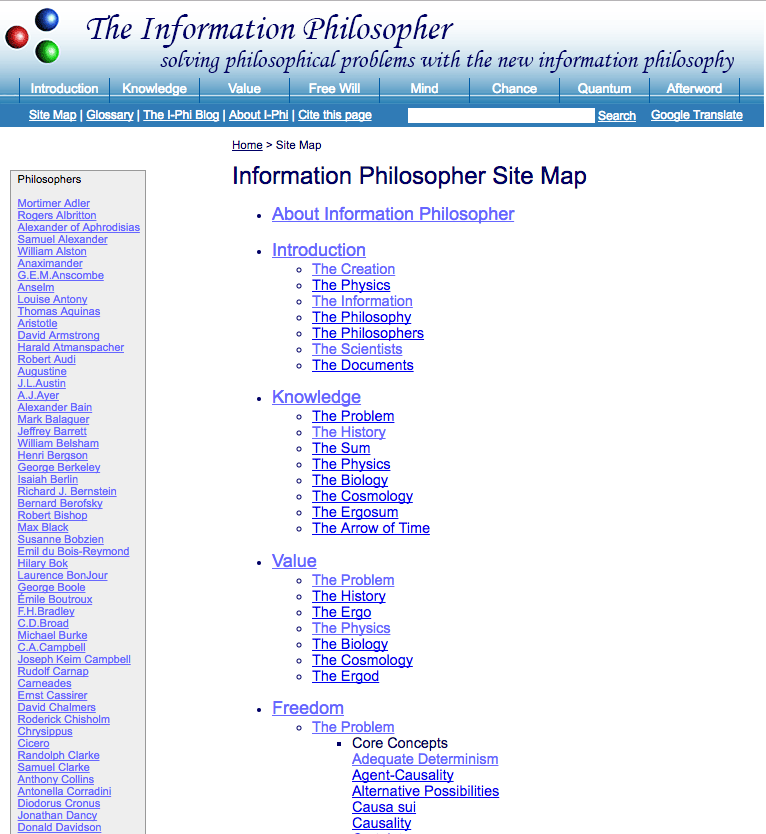 The Information Philosopher
solving philosophical problems with the new information philosophy
Introduction Knowledge Value Free Will Mind Chance Quantum Afterword
Site Map | Glossary | The I-Phi Blog | About I-Phi | Cite this page Search Google Translate
Philosophers
Mortimer Adler
Rogers Albritton
Alexander of Aphrodisias
Samuel Alexander
William Alston
Anaximander
G.E.M.Anscombe
Anselm
Louise Antony
Thomas Aquinas
Aristotle
David Armstrong
Harald Atmanspacher
Robert Audi
Augustine
J.L.Austin
A.J.Ayer
Alexander Bain
Mark Balaguer
Jeffrey Barrett
William Belsham
Henri Bergson
George Berkeley
Isaiah Berlin
Richard J. Bernstein
Bernard Berofsky
Robert Bishop
Max Black
Susanne Bobzien
Emil du Bois-Reymond
Hilary Bok
Laurence BonJour
George Boole
Émile Boutroux
F.H.Bradley
C.D.Broad
Michael Burke
C.A.Campbell
Joseph Keim Campbell
Rudolf Carnap
Carneades
Ernst Cassirer
David Chalmers
Roderick Chisholm
Chrysippus
Cicero
Randolph Clarke
Samuel Clarke
Anthony Collins
Antonella Corradini
Diodorus Cronus
Jonathan Dancy
Donald Davidson
Home > Site Map
Information Philosopher Site Map
About Information Philosopher
Introduction
The Creation
The Physics
The Information
The Philosophy
The Philosophers
The Scientists
The Documents
Knowledge
The Problem
The History
The Sum
The Physics
The Biology
The Cosmology
The Ergosum
The Arrow of Time
Value
The Problem
The History
The Ergo
The Physics
The Biology
The Cosmology
The Ergod
Freedom
The Problem
Core Concepts
Adequate Determinism
Agent-Causality
Alternative Possibilities
Causa sui
Causality